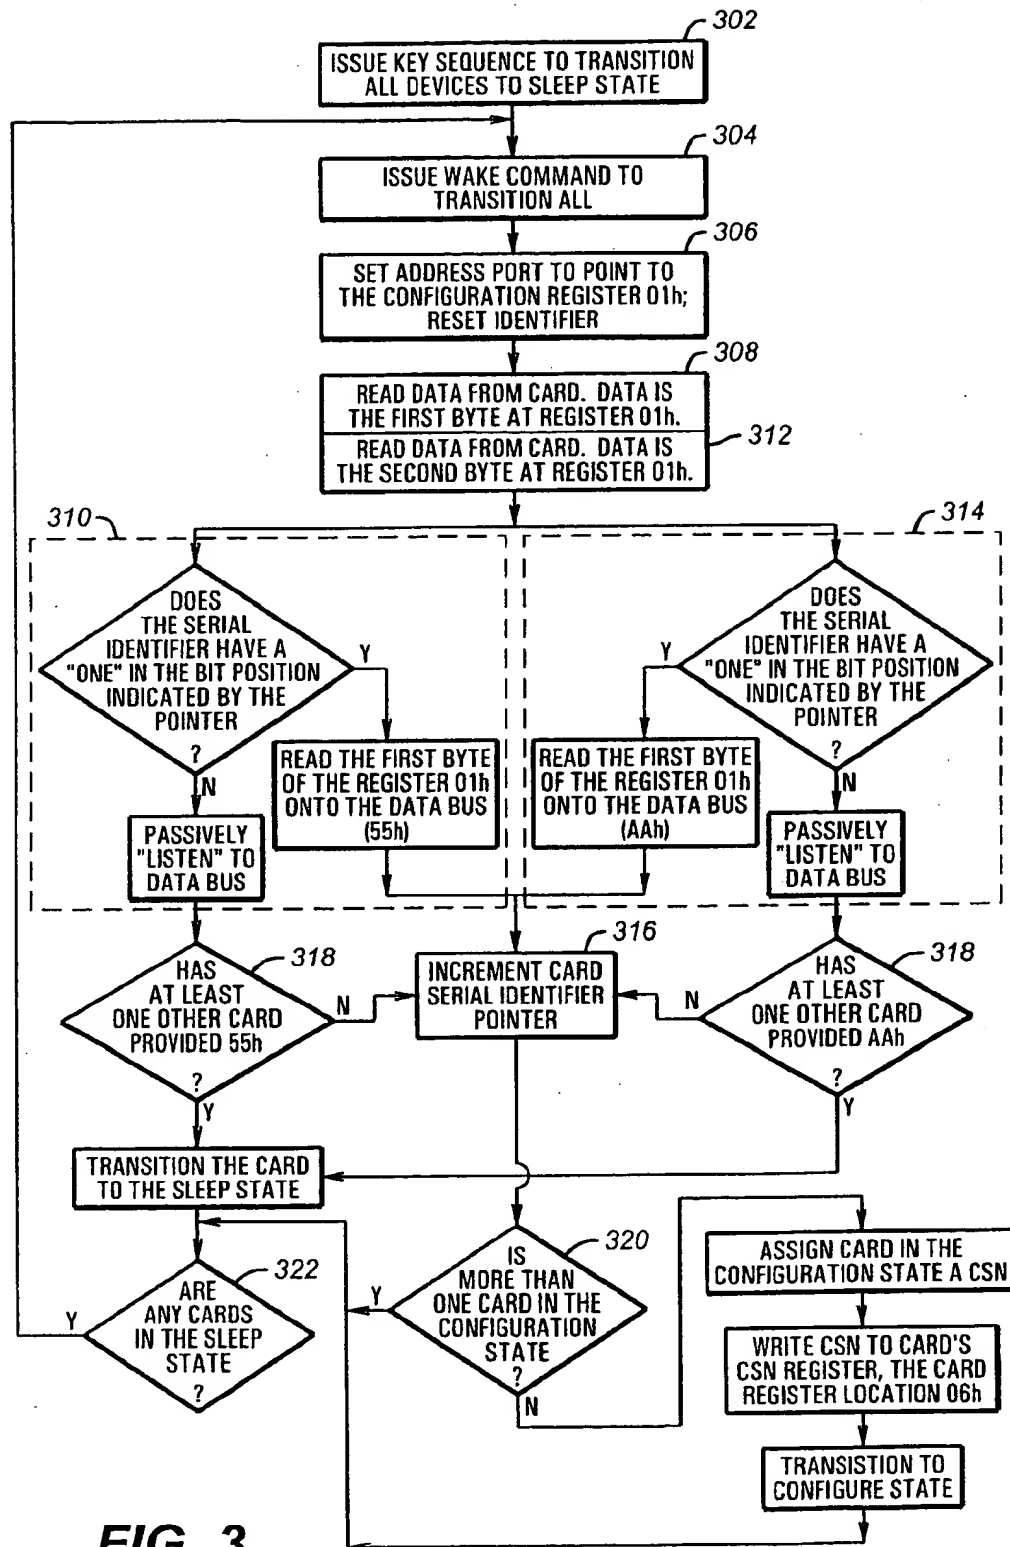 302
ISSUE KEY SEQUENCE TO TRANSITION
ALL DEVICES TO SLEEP STATE
304
ISSUE WAKE COMMAND TO
TRANSITION ALL
306
SET ADDRESS PORT TO POINT TO
THE CONFIGURATION REGISTER 01h;
RESET IDENTIFIER
308
READ DATA FROM CARD. DATA IS
THE FIRST BYTE AT REGISTER 01h.
312
READ DATA FROM CARD. DATA IS
THE SECOND BYTE AT REGISTER 01h.
310
DOES
THE SERIAL
IDENTIFIER HAVE A
"ONE" IN THE BIT POSITION
INDICATED BY THE
POINTER
?
Y
N
READ THE FIRST BYTE
OF THE REGISTER 01h
ONTO THE DATA BUS
(55h)
PASSIVELY
"LISTEN" TO
DATA BUS
314
DOES
THE SERIAL
IDENTIFIER HAVE A
"ONE" IN THE BIT POSITION
INDICATED BY THE
POINTER
?
Y
N
READ THE FIRST BYTE
OF THE REGISTER 01h
ONTO THE DATA BUS
(AAh)
PASSIVELY
"LISTEN" TO
DATA BUS
318
HAS
AT LEAST
ONE OTHER CARD
PROVIDED 55h
?
N
Y
316
INCREMENT CARD
SERIAL IDENTIFIER
POINTER
318
HAS
AT LEAST
ONE OTHER CARD
PROVIDED AAh
?
N
Y
TRANSITION THE CARD
TO THE SLEEP STATE
322
ARE
ANY CARDS
IN THE SLEEP
STATE
?
Y
320
IS
MORE THAN
ONE CARD IN THE
CONFIGURATION
STATE
?
Y
N
ASSIGN CARD IN THE
CONFIGURATION STATE A CSN
WRITE CSN TO CARD'S
CSN REGISTER, THE CARD
REGISTER LOCATION 06h
TRANSISTION TO
CONFIGURE STATE
FIG. 3